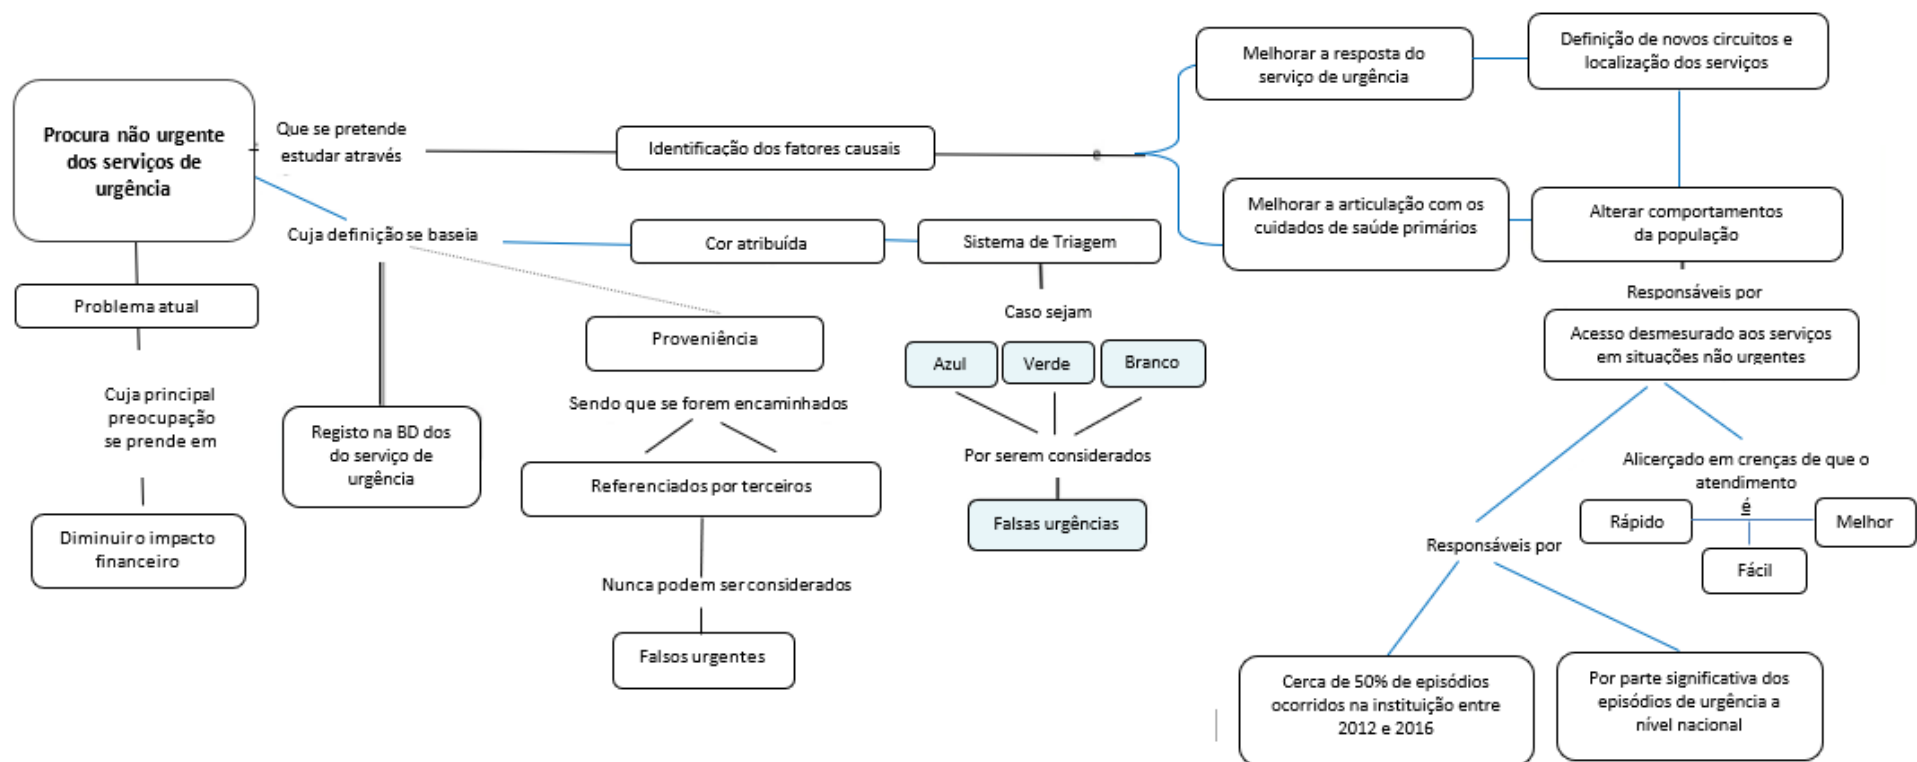 Procura não urgente
dos serviços de
urgência
Que se pretende
estudar através
Identificação dos fatores causais
e
Melhorar a resposta do
serviço de urgência
Definição de novos circuitos e
localização dos serviços
Melhorar a articulação com os
cuidados de saúde primários
Alterar comportamentos
da população
Cuja definição se baseia
Cor atribuída
Sistema de Triagem
Problema atual
Cuja principal
preocupação
se prende em
Diminuir o impacto
financeiro
Registo na BD dos
do serviço de
urgência
Proveniência
Sendo que se forem encaminhados
Referenciados por terceiros
Nunca podem ser considerados
Falsos urgentes
Caso sejam
Azul
Verde
Branco
Por serem considerados
Falsas urgências
Responsáveis por
Acesso desmesurado aos serviços
em situações não urgentes
Alicerçado em crenças de que o
atendimento
é
Rápido
Melhor
Fácil
Responsáveis por
Cerca de 50% de episódios
ocorridos na instituição entre
2012 e 2016
Por parte significativa dos
episódios de urgência a
nível nacional